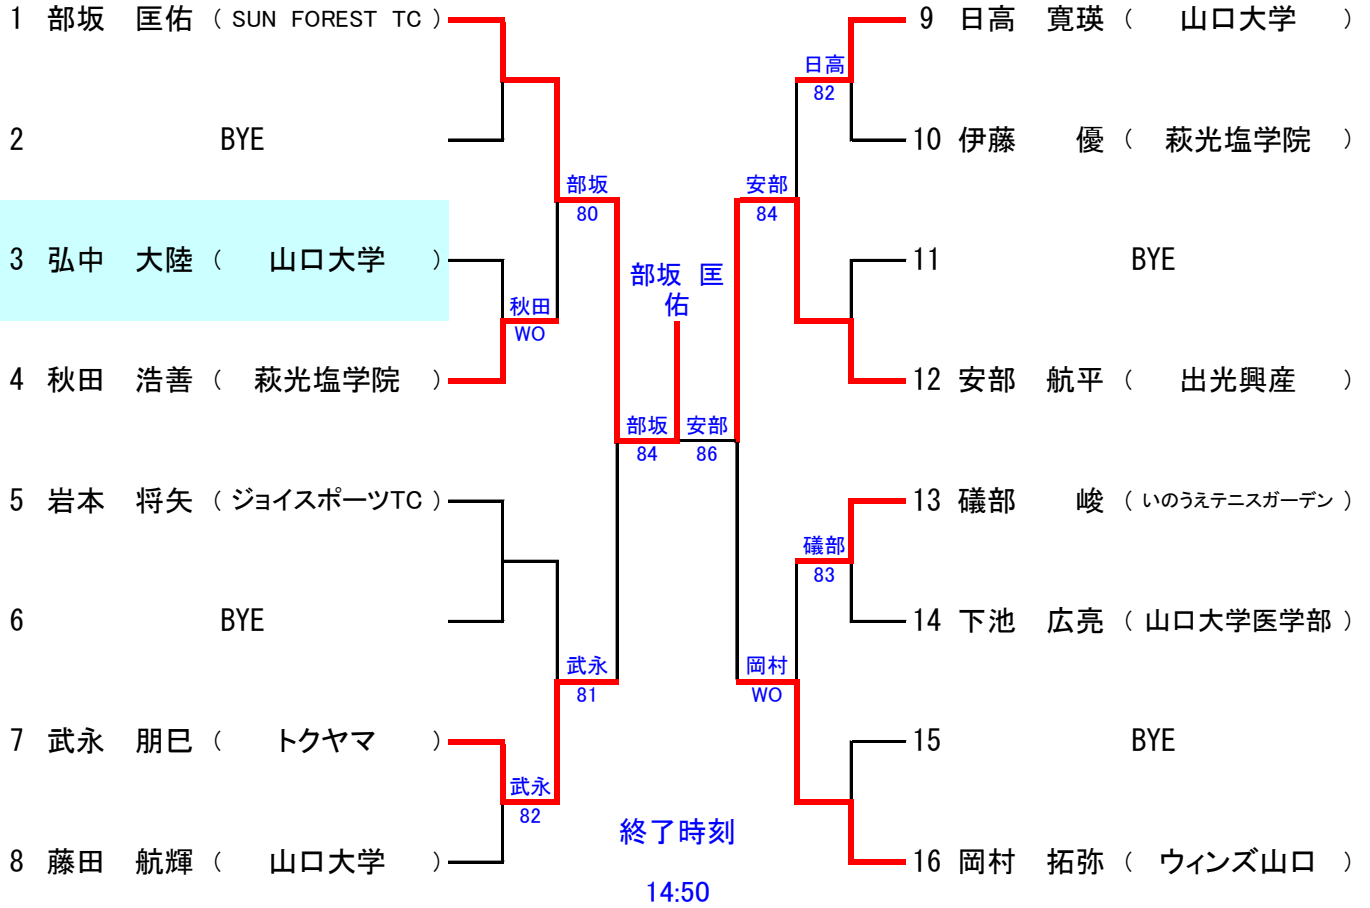 1 部坂 匡佑 ( SUN FOREST TC )
2 BYE
3 弘中 大陸 ( 山口大学 )
4 秋田 浩善 ( 萩光塩学院 )
5 岩本 将矢 ( ジョイスポーツTC )
6 BYE
7 武永 朋巳 ( トクヤマ )
8 藤田 航輝 ( 山口大学 )
秋田
WO
武永
82
部坂
80
武永
81
部坂
84
部坂 匡
佑
安部
86
安部
84
岡村
WO
日高
82
礒部
83
9 日高 寛瑛 ( 山口大学 )
10 伊藤 優 ( 萩光塩学院 )
11 BYE
12 安部 航平 ( 出光興産 )
13 礒部 峻 ( いのうえテニスガーデン )
14 下池 広亮 ( 山口大学医学部 )
15 BYE
16 岡村 拓弥 ( ウィンズ山口 )
終了時刻
14:50